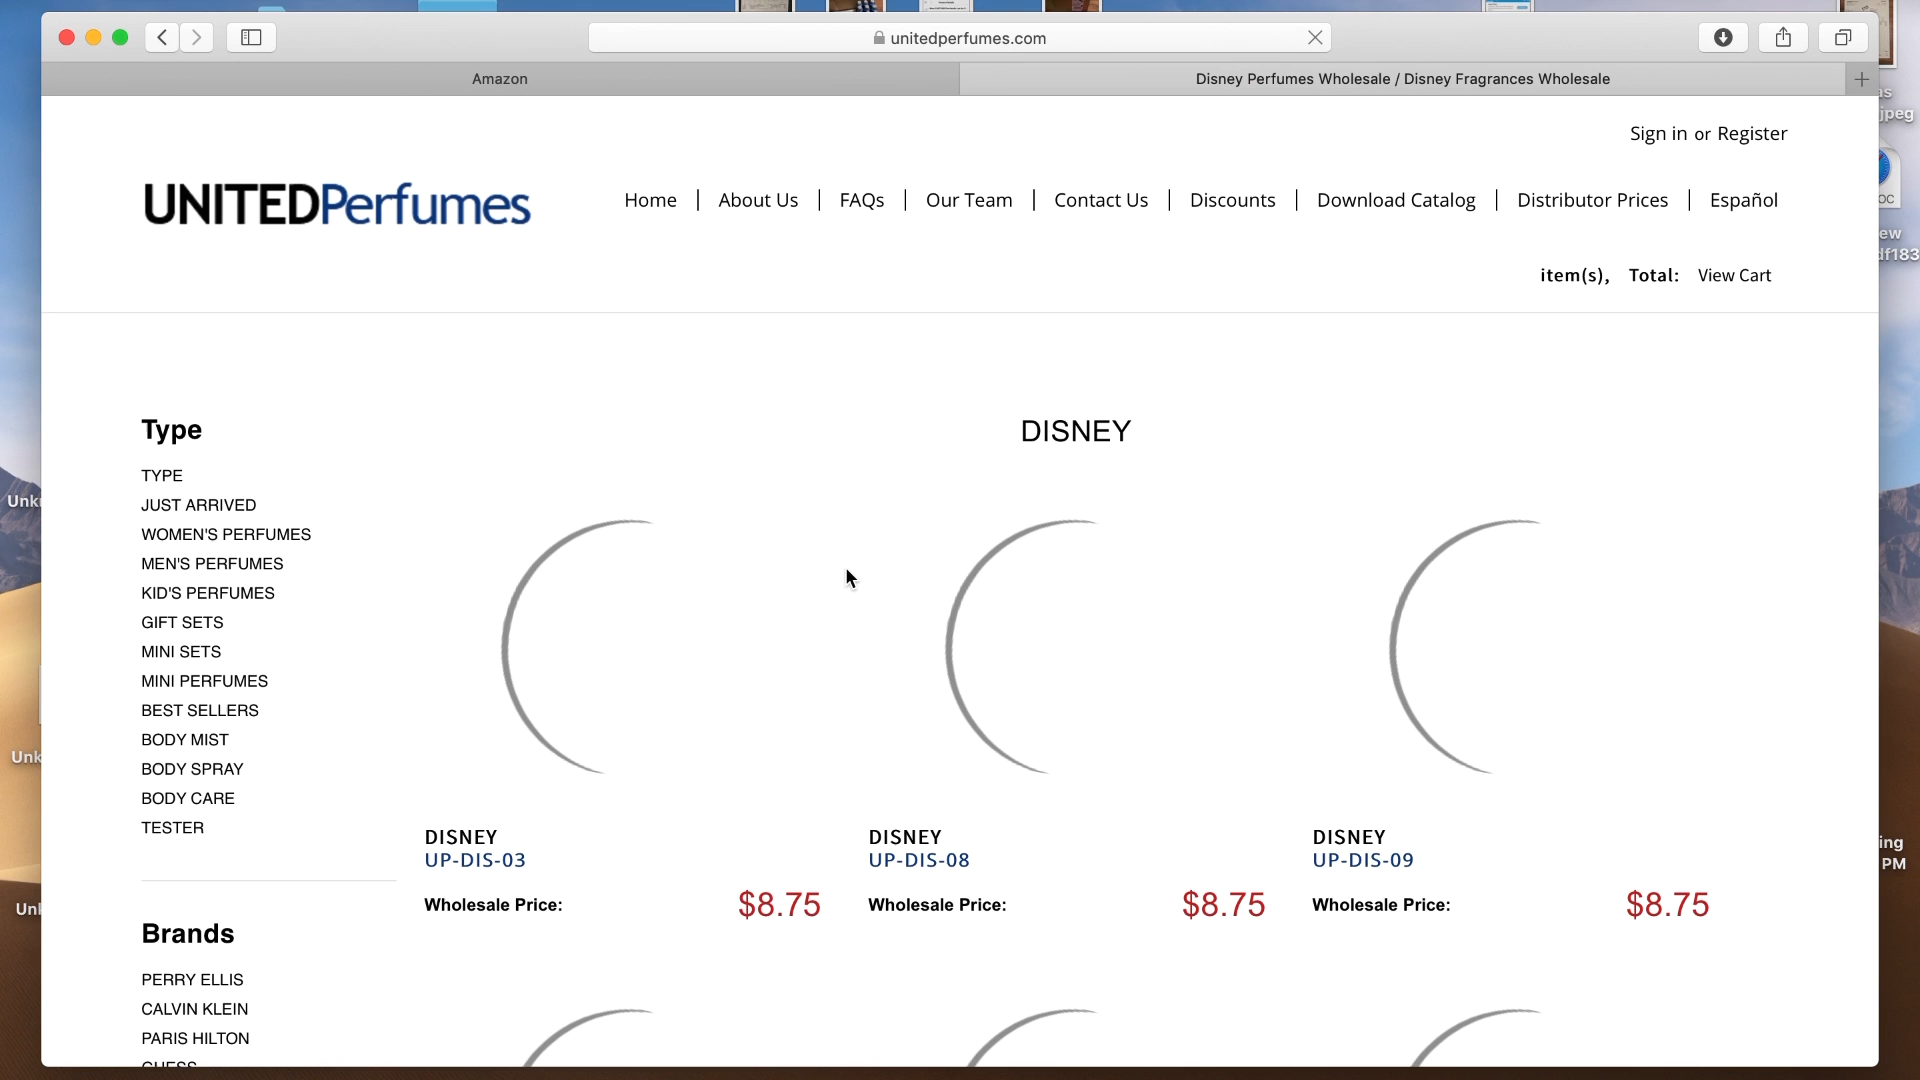 unitedperfumes.com
Amazon
Disney Perfumes Wholesale / Disney Fragrances Wholesale
Sign in or Register
UNITEDPerfumes
Home | About Us | FAQs | Our Team | Contact Us | Discounts | Download Catalog | Distributor Prices | Español
item(s), Total: View Cart
Type
TYPE
JUST ARRIVED
WOMEN'S PERFUMES
MEN'S PERFUMES
KID'S PERFUMES
GIFT SETS
MINI SETS
MINI PERFUMES
BEST SELLERS
BODY MIST
BODY SPRAY
BODY CARE
TESTER
Brands
PERRY ELLIS
CALVIN KLEIN
PARIS HILTON
GUESS
DISNEY
DISNEY
UP-DIS-03
Wholesale Price: $8.75
DISNEY
UP-DIS-08
Wholesale Price: $8.75
DISNEY
UP-DIS-09
Wholesale Price: $8.75
jpeg
PM